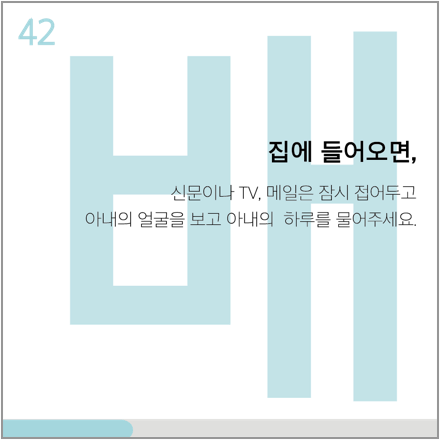 42
배
집에 들어오면,
신문이나 TV, 메일은 잠시 접어두고
아내의 얼굴을 보고 아내의 하루를 물어주세요.